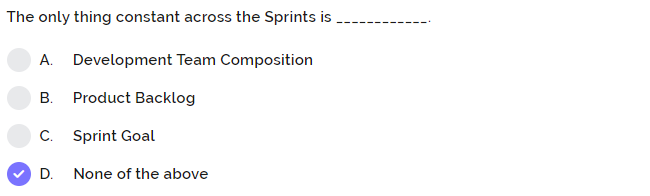 The only thing constant across the Sprints is ____________.
A. Development Team Composition
B. Product Backlog
C. Sprint Goal
D. None of the above